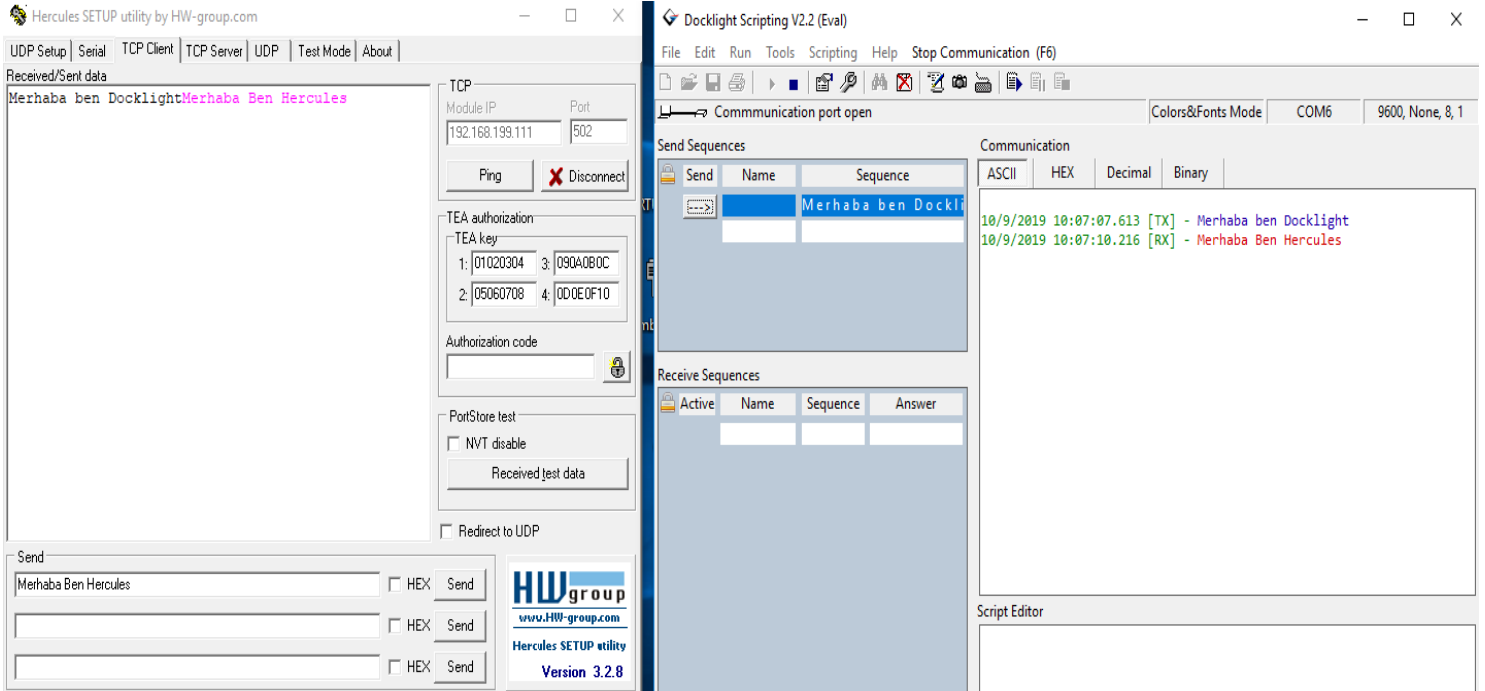 Hercules SETUP utility by HW-group.com
UDP Setup Serial TCP Client TCP Server UDP Test Mode About
Received/Sent data
Merhaba ben DocklightMerhaba Ben Hercules
TCP
Module IP Port
192.168.199.111 502
Ping Disconnect
TEA authorization
TEA key
1: 01020304 3: 090A0B0C
2: 05060708 4: 0D0E0F10
Authorization code
PortStore test
NVT disable
Received test data
Redirect to UDP
Send
Merhaba Ben Hercules HEX Send
HEX Send
HEX Send
HWgroup
www.HW-group.com
Hercules SETUP utility
Version 3.2.8
Docklight Scripting V2.2 (Eval)
File Edit Run Tools Scripting Help Stop Communication (F6)
Commmunication port open Colors&Fonts Mode COM6 9600, None, 8, 1
Send Sequences
Send Name Sequence
---> Merhaba ben Dockli
Receive Sequences
Active Name Sequence Answer
Communication
ASCII HEX Decimal Binary
10/9/2019 10:07:07.613 [TX] - Merhaba ben Docklight
10/9/2019 10:07:10.216 [RX] - Merhaba Ben Hercules
Script Editor